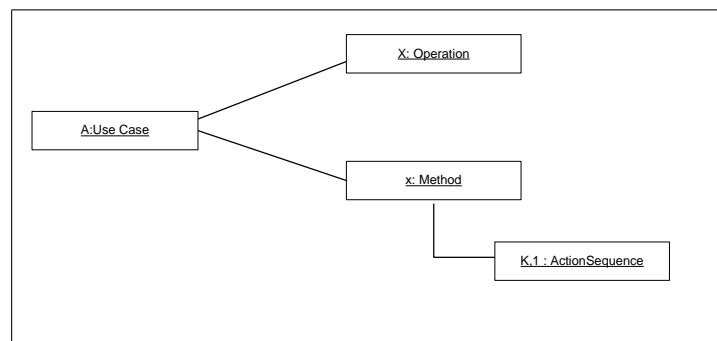 X: Operation
A:Use Case
x: Method
K,1 : ActionSequence